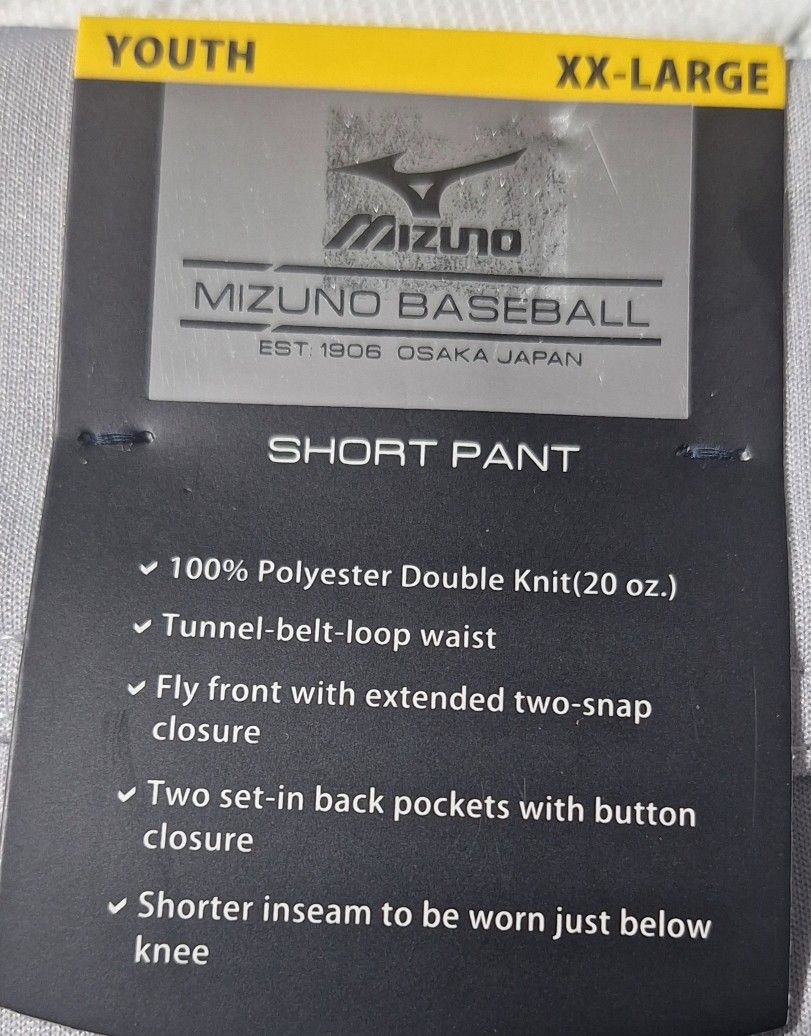 YOUTH XX-LARGE
MIZUNO
MIZUNO BASEBALL
EST. 1906 OSAKA JAPAN
SHORT PANT
✓ 100% Polyester Double Knit(20 oz.)
✓ Tunnel-belt-loop waist
✓ Fly front with extended two-snap
closure
✓ Two set-in back pockets with button
closure
✓ Shorter inseam to be worn just below
knee